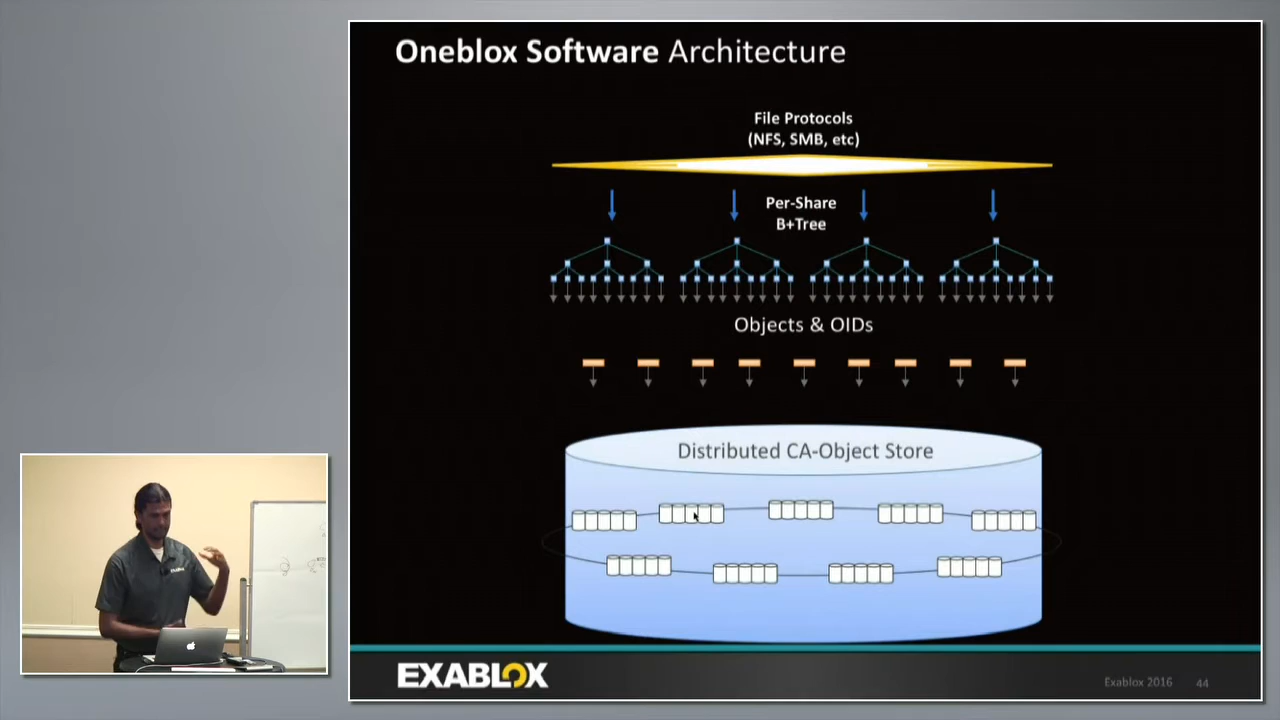 Oneblox Software Architecture
File Protocols
(NFS, SMB, etc)
Per-Share
B+Tree
Objects & OIDs
Distributed CA-Object Store
EXABLOX
Exablox 2016 44